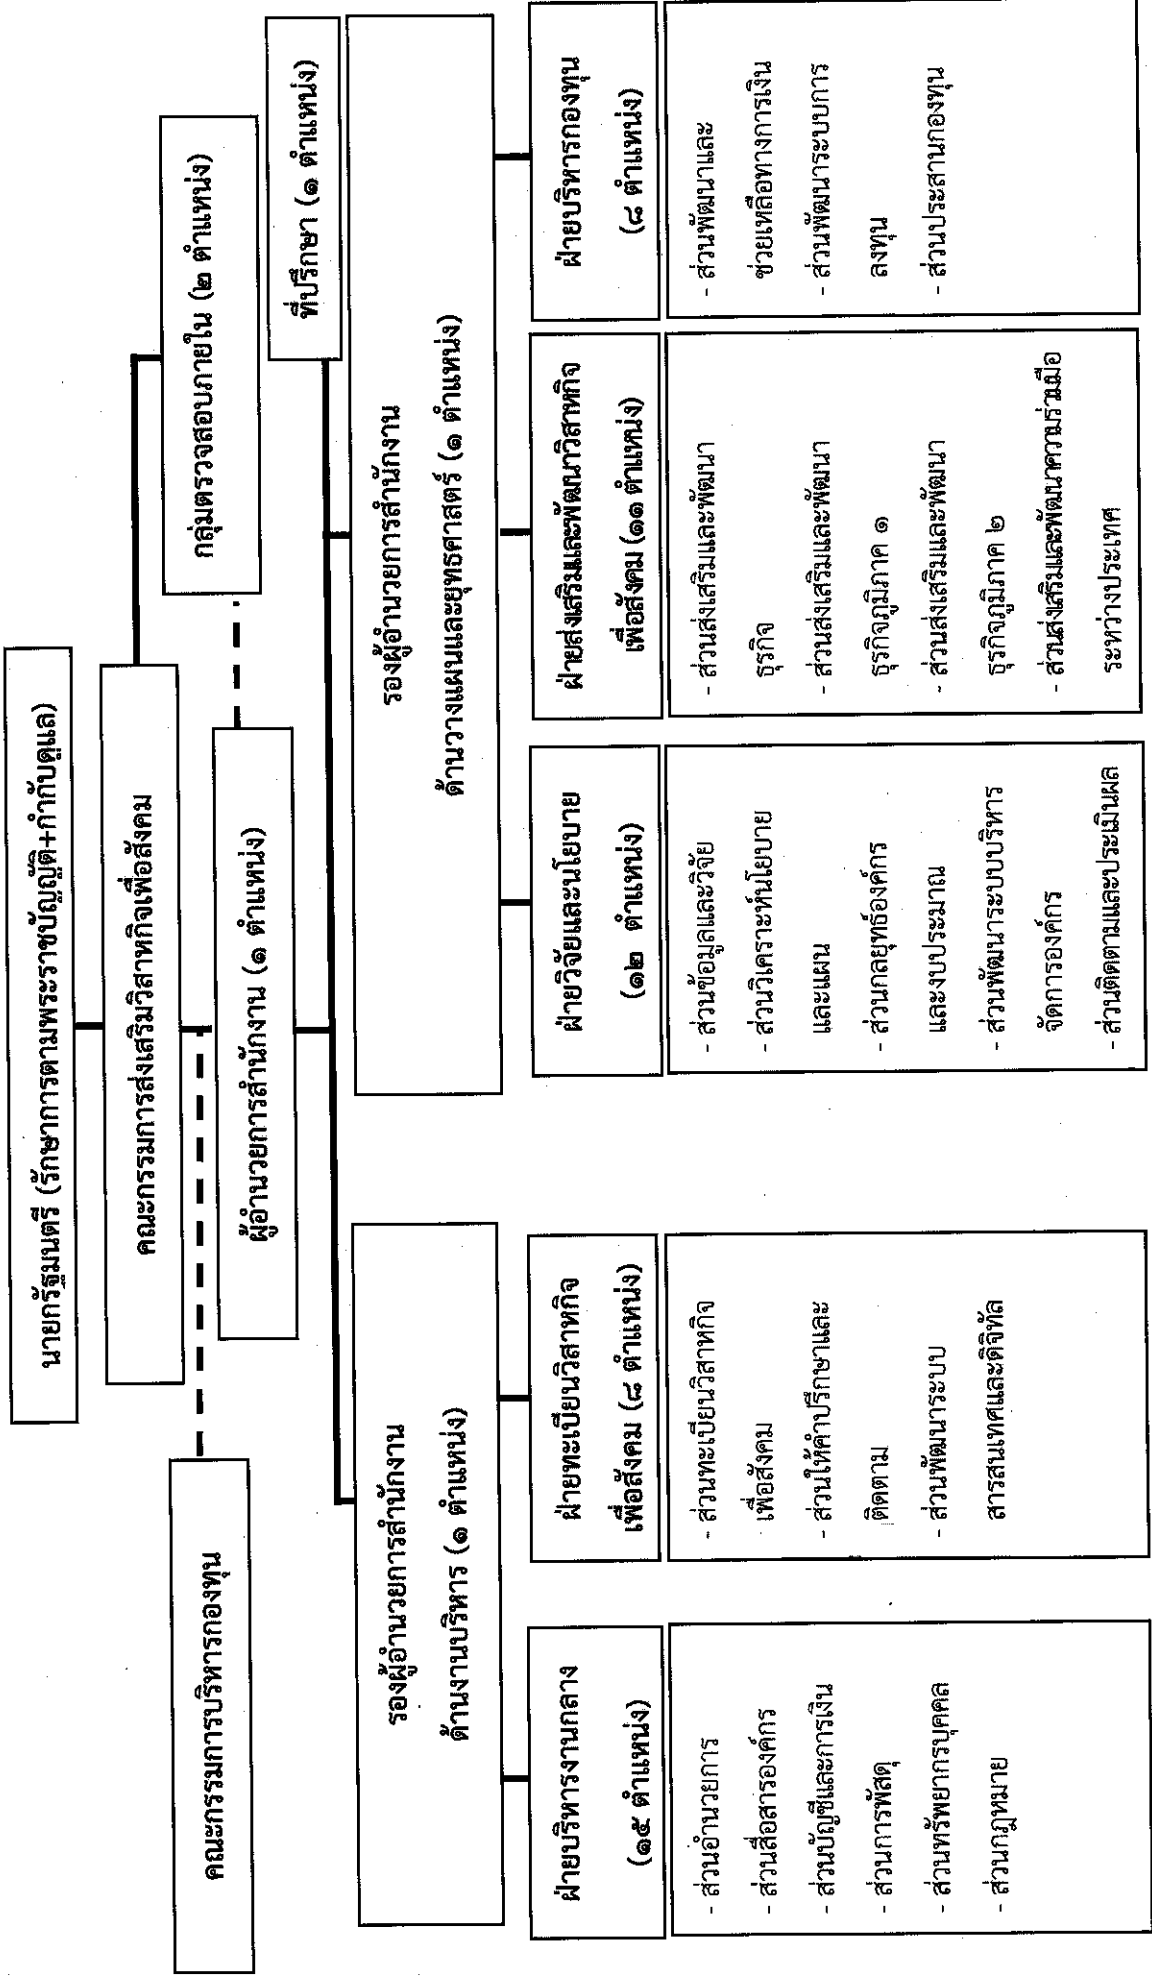 นายกรัฐมนตรี (รักษาการตามพระราชบัญญัติ+กำกับดูแล)
คณะกรรมการส่งเสริมวิสาหกิจเพื่อสังคม
กลุ่มตรวจสอบภายใน (๒ ตำแหน่ง)
คณะกรรมการบริหารกองทุน
ผู้อำนวยการสำนักงาน (๑ ตำแหน่ง)
ที่ปรึกษา (๑ ตำแหน่ง)
รองผู้อำนวยการสำนักงาน
ด้านงานบริหาร (๑ ตำแหน่ง)
รองผู้อำนวยการสำนักงาน
ด้านวางแผนและยุทธศาสตร์ (๑ ตำแหน่ง)
ฝ่ายบริหารงานกลาง
(๑๕ ตำแหน่ง)
- ส่วนอำนวยการ
- ส่วนสื่อสารองค์กร
- ส่วนบัญชีและการเงิน
- ส่วนการพัสดุ
- ส่วนทรัพยากรบุคคล
- ส่วนกฎหมาย
ฝ่ายทะเบียนวิสาหกิจ
เพื่อสังคม (๘ ตำแหน่ง)
- ส่วนทะเบียนวิสาหกิจ
เพื่อสังคม
- ส่วนให้คำปรึกษาและ
ติดตาม
- ส่วนพัฒนาระบบ
สารสนเทศและดิจิทัล
ฝ่ายวิจัยและนโยบาย
(๑๒ ตำแหน่ง)
- ส่วนข้อมูลและวิจัย
- ส่วนวิเคราะห์นโยบาย
และแผน
- ส่วนกลยุทธ์องค์กร
และงบประมาณ
- ส่วนพัฒนาระบบบริหาร
จัดการองค์กร
- ส่วนติดตามและประเมินผล
ฝ่ายส่งเสริมและพัฒนาวิสาหกิจ
เพื่อสังคม (๑๑ ตำแหน่ง)
- ส่วนส่งเสริมและพัฒนา
ธุรกิจ
- ส่วนส่งเสริมและพัฒนา
ธุรกิจภูมิภาค ๑
- ส่วนส่งเสริมและพัฒนา
ธุรกิจภูมิภาค ๒
- ส่วนส่งเสริมและพัฒนาความร่วมมือ
ระหว่างประเทศ
ฝ่ายบริหารกองทุน
(๘ ตำแหน่ง)
- ส่วนพัฒนาและ
ช่วยเหลือทางการเงิน
- ส่วนพัฒนาระบบการ
ลงทุน
- ส่วนประสานกองทุน